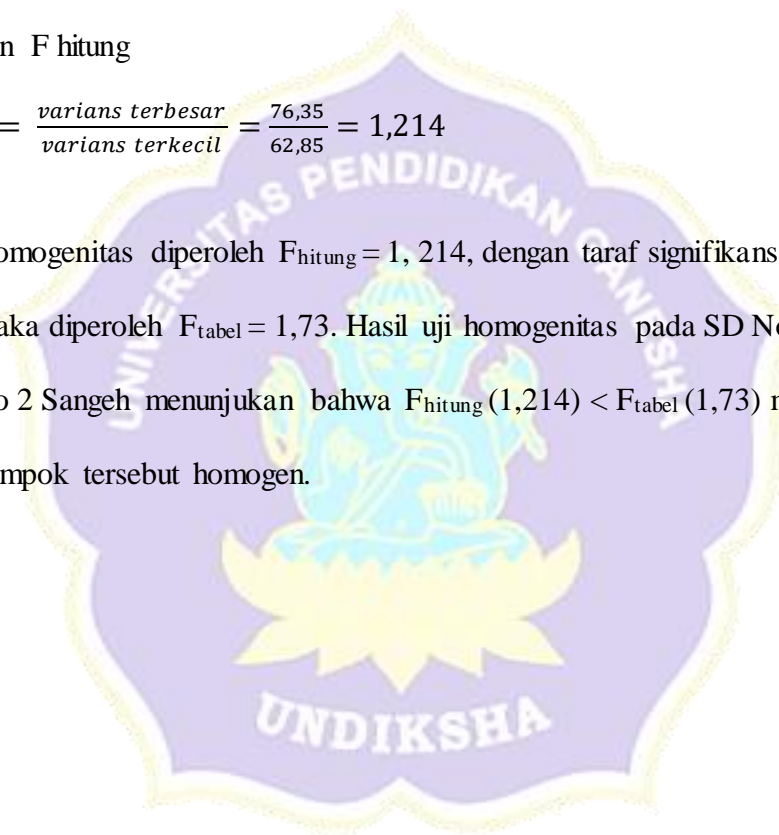 n F hitung
= varians terbesar / varians terkecil = 76,35 / 62,85 = 1,214
omogenitas diperoleh Fhitung = 1, 214, dengan taraf signifikans
aka diperoleh Ftabel = 1,73. Hasil uji homogenitas pada SD N
o 2 Sangeh menunjukan bahwa Fhitung (1,214) < Ftabel (1,73)
mpok tersebut homogen.
UNIVERSITAS PENDIDIKAN GANESHA
UNDIKSHA